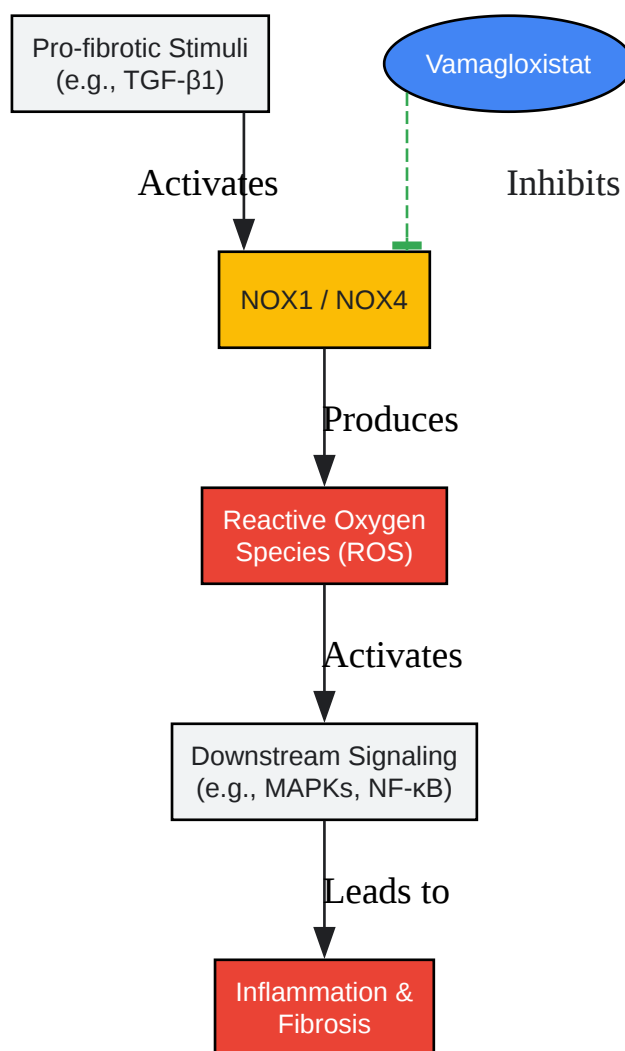 Pro-fibrotic Stimuli
(e.g., TGF-β1)
Vamagloxistat
Activates
Inhibits
NOX1 / NOX4
Produces
Reactive Oxygen
Species (ROS)
Activates
Downstream Signaling
(e.g., MAPKs, NF-κB)
Leads to
Inflammation &
Fibrosis